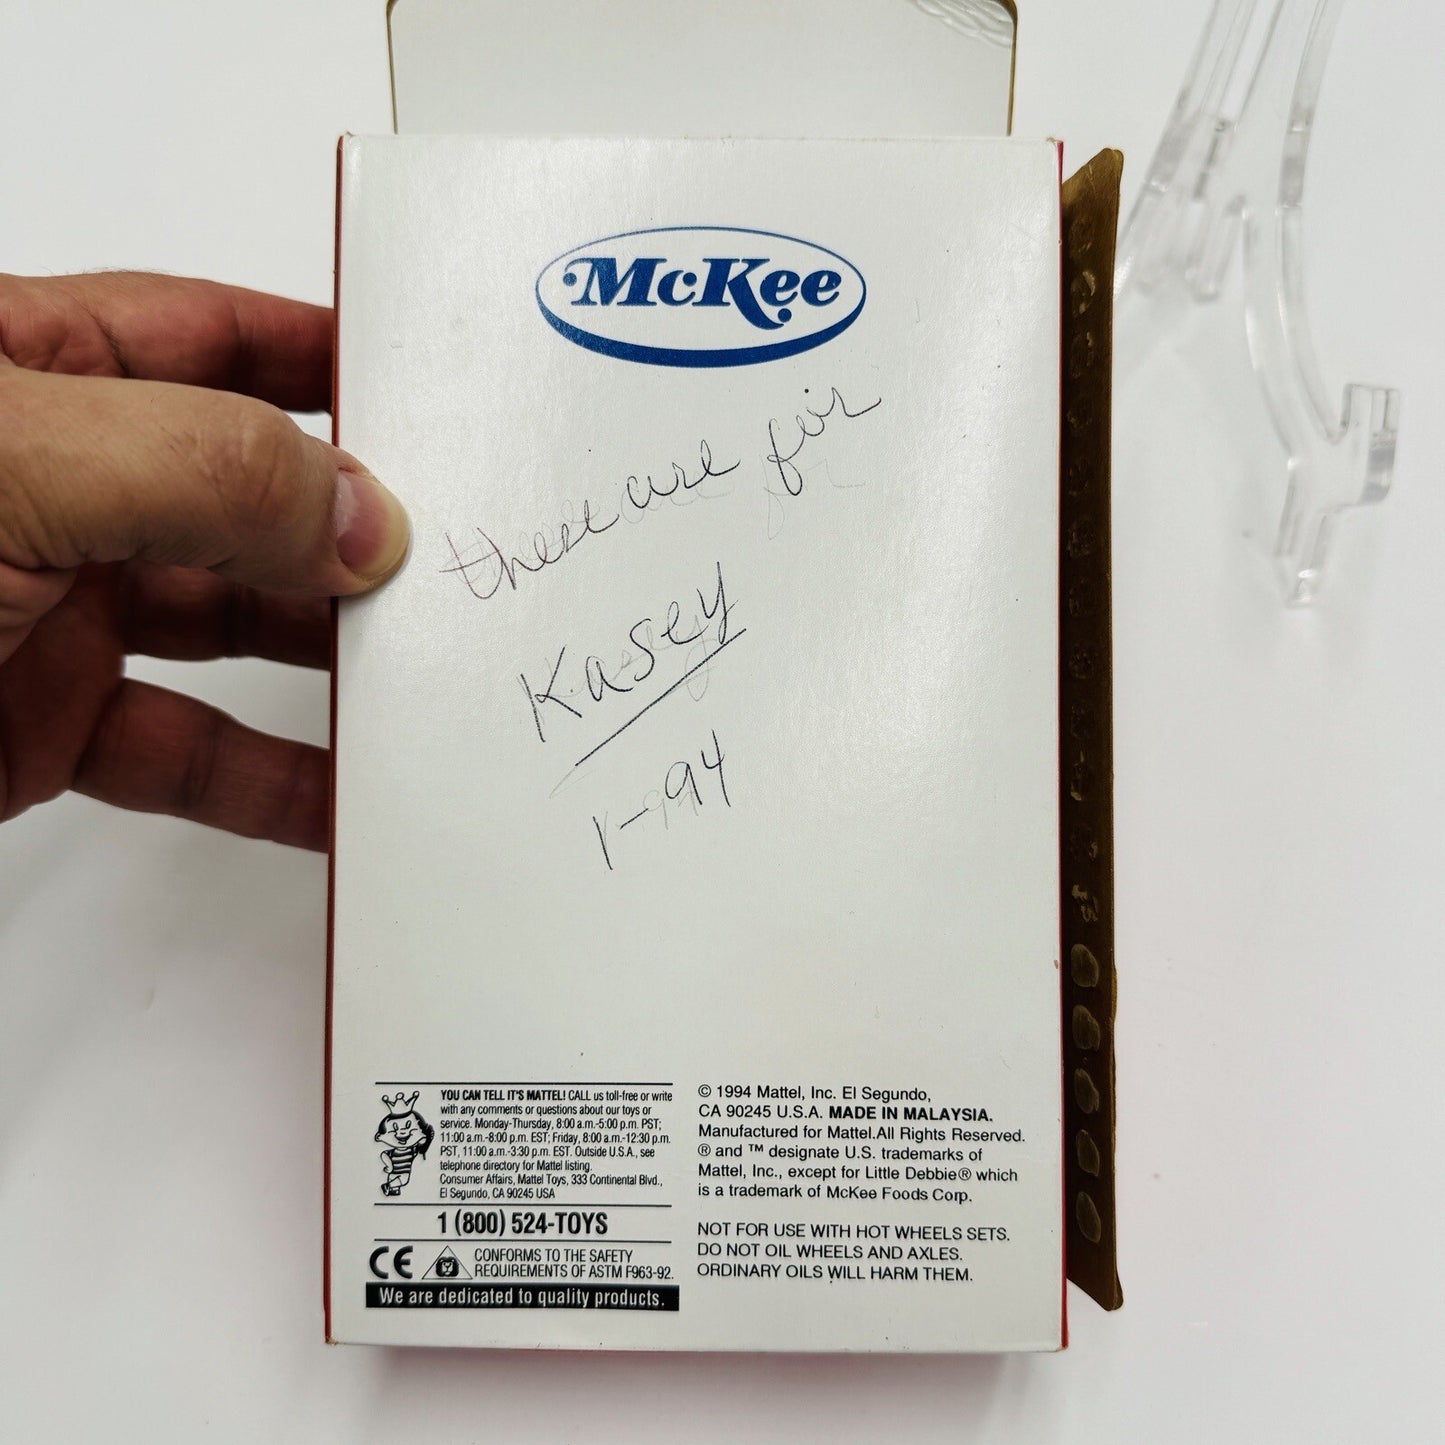 McKee
these are for
Kasey
1-94
YOU CAN TELL IT'S MATTEL! CALL us toll-free or write
with any comments or questions about our toys or
service. Monday-Thursday, 8:00 a.m.-5:00 p.m. PST;
11:00 a.m.-8:00 p.m. EST; Friday, 8:00 a.m.-12:30 p.m.
PST, 11:00 a.m.-3:30 p.m. EST. Outside U.S.A., see
telephone directory for Mattel listing.
Consumer Affairs, Mattel Toys, 333 Continental Blvd.,
El Segundo, CA 90245 USA
1 (800) 524-TOYS
CE
CONFORMS TO THE SAFETY
REQUIREMENTS OF ASTM F963-92.
We are dedicated to quality products.
© 1994 Mattel, Inc. El Segundo,
CA 90245 U.S.A. MADE IN MALAYSIA.
Manufactured for Mattel.All Rights Reserved.
® and ™ designate U.S. trademarks of
Mattel, Inc., except for Little Debbie® which
is a trademark of McKee Foods Corp.
NOT FOR USE WITH HOT WHEELS SETS.
DO NOT OIL WHEELS AND AXLES.
ORDINARY OILS WILL HARM THEM.